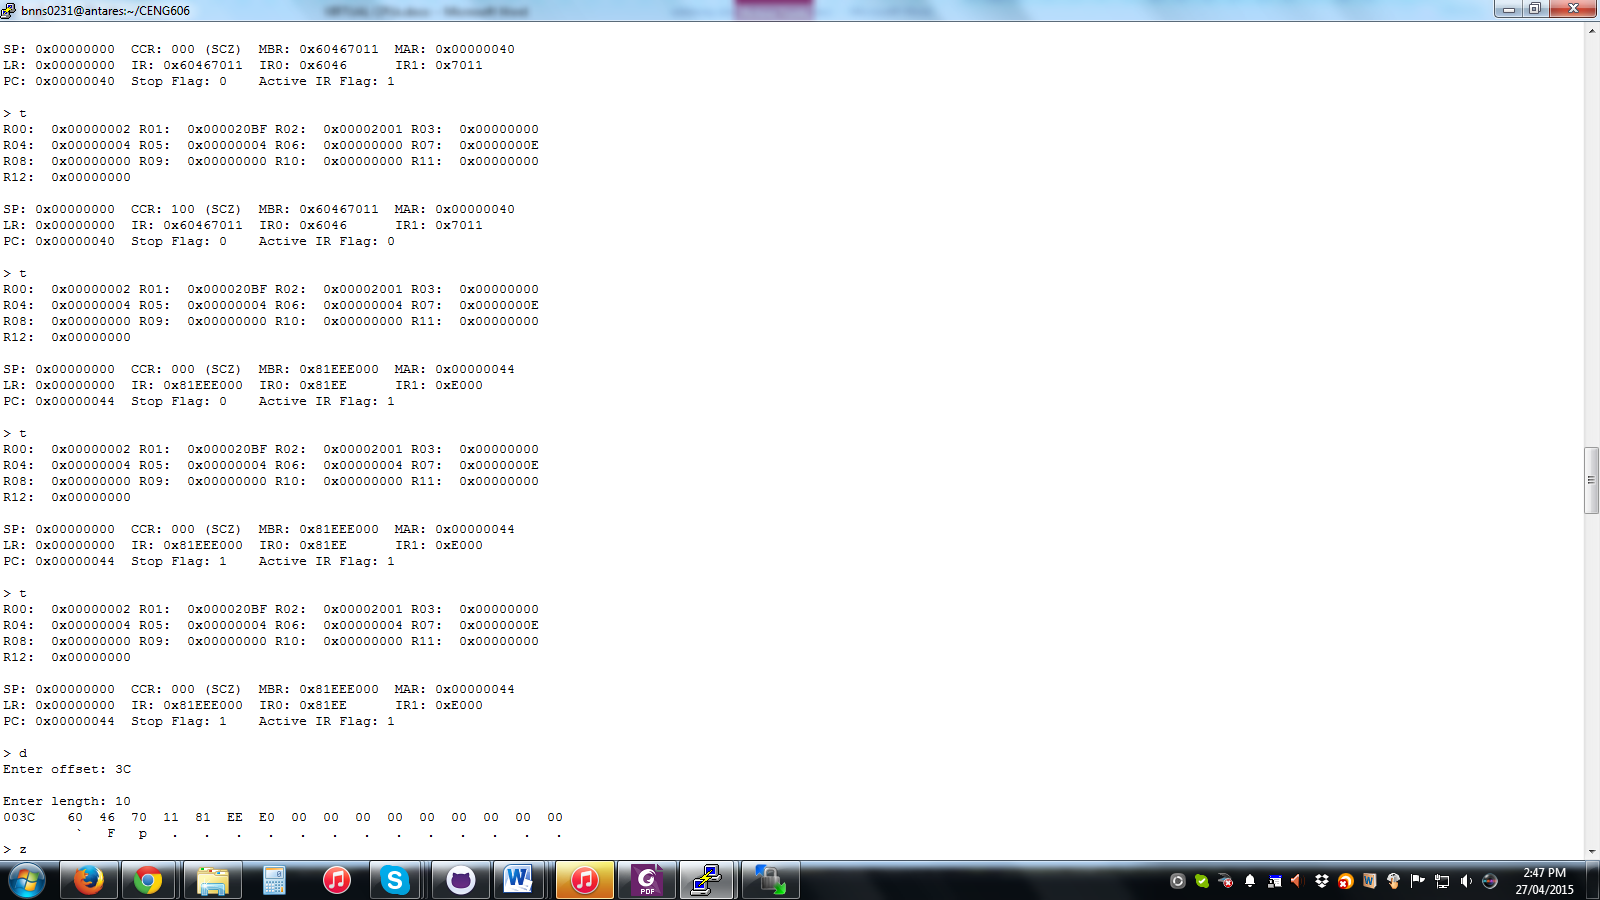 bnns0231@antares:~/CENG606
SP: 0x00000000  CCR: 000 (SCZ)  MBR: 0x60467011  MAR: 0x00000040
LR: 0x00000000  IR: 0x60467011  IR0: 0x6046      IR1: 0x7011
PC: 0x00000040  Stop Flag: 0    Active IR Flag: 1
> t
R00:  0x00000002 R01:  0x000020BF R02:  0x00002001 R03:  0x00000000
R04:  0x00000004 R05:  0x00000004 R06:  0x00000000 R07:  0x0000000E
R08:  0x00000000 R09:  0x00000000 R10:  0x00000000 R11:  0x00000000
R12:  0x00000000
SP: 0x00000000  CCR: 100 (SCZ)  MBR: 0x60467011  MAR: 0x00000040
LR: 0x00000000  IR: 0x60467011  IR0: 0x6046      IR1: 0x7011
PC: 0x00000040  Stop Flag: 0    Active IR Flag: 0
> t
R00:  0x00000002 R01:  0x000020BF R02:  0x00002001 R03:  0x00000000
R04:  0x00000004 R05:  0x00000004 R06:  0x00000004 R07:  0x0000000E
R08:  0x00000000 R09:  0x00000000 R10:  0x00000000 R11:  0x00000000
R12:  0x00000000
SP: 0x00000000  CCR: 000 (SCZ)  MBR: 0x81EEE000  MAR: 0x00000044
LR: 0x00000000  IR: 0x81EEE000  IR0: 0x81EE      IR1: 0xE000
PC: 0x00000044  Stop Flag: 0    Active IR Flag: 1
> t
R00:  0x00000002 R01:  0x000020BF R02:  0x00002001 R03:  0x00000000
R04:  0x00000004 R05:  0x00000004 R06:  0x00000004 R07:  0x0000000E
R08:  0x00000000 R09:  0x00000000 R10:  0x00000000 R11:  0x00000000
R12:  0x00000000
SP: 0x00000000  CCR: 000 (SCZ)  MBR: 0x81EEE000  MAR: 0x00000044
LR: 0x00000000  IR: 0x81EEE000  IR0: 0x81EE      IR1: 0xE000
PC: 0x00000044  Stop Flag: 1    Active IR Flag: 1
> t
R00:  0x00000002 R01:  0x000020BF R02:  0x00002001 R03:  0x00000000
R04:  0x00000004 R05:  0x00000004 R06:  0x00000004 R07:  0x0000000E
R08:  0x00000000 R09:  0x00000000 R10:  0x00000000 R11:  0x00000000
R12:  0x00000000
SP: 0x00000000  CCR: 000 (SCZ)  MBR: 0x81EEE000  MAR: 0x00000044
LR: 0x00000000  IR: 0x81EEE000  IR0: 0x81EE      IR1: 0xE000
PC: 0x00000044  Stop Flag: 1    Active IR Flag: 1
> d
Enter offset: 3C
Enter length: 10
003C    60  46  70  11  81  EE  E0  00  00  00  00  00  00  00  00  00
` F p . . . . . . . . . . . . .
> z
PDF
2:47 PM
27/04/2015